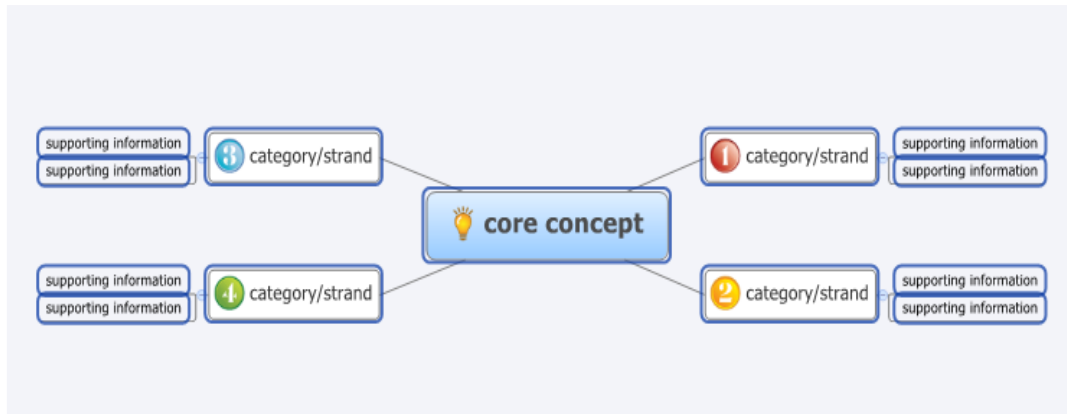 core concept
1 category/strand
supporting information
supporting information
2 category/strand
supporting information
supporting information
3 category/strand
supporting information
supporting information
4 category/strand
supporting information
supporting information